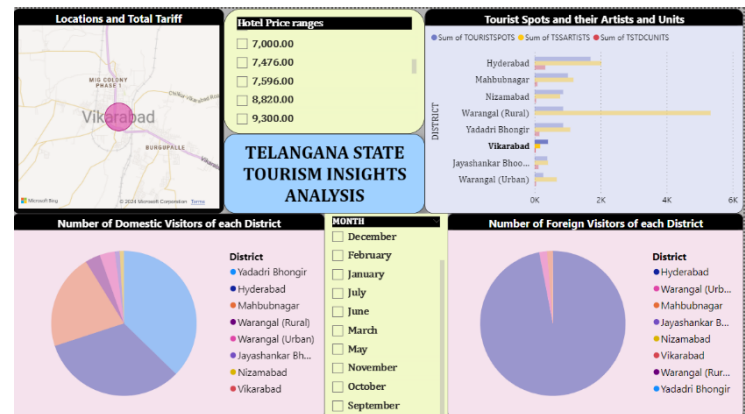 Locations and Total Tariff
MIG COLONY
PHASE 1
Vikarabad
BURGUPALLE
Microsoft Bing
© 2024 Microsoft Corporation Terms
Hotel Price ranges
7,000.00
7,476.00
7,596.00
8,820.00
9,300.00
TELANGANA STATE
TOURISM INSIGHTS
ANALYSIS
Tourist Spots and their Artists and Units
Sum of TOURISTSPOTS Sum of TSSARTISTS Sum of TSTDCUNITS
DISTRICT
Hyderabad
Mahbubnagar
Nizamabad
Warangal (Rural)
Yadadri Bhongir
Vikarabad
Jayashankar Bhoo...
Warangal (Urban)
0K 2K 4K 6K
Number of Domestic Visitors of each District
District
Yadadri Bhongir
Hyderabad
Mahbubnagar
Warangal (Rural)
Warangal (Urban)
Jayashankar Bh...
Nizamabad
Vikarabad
MONTH
December
February
January
July
June
March
May
November
October
September
Number of Foreign Visitors of each District
District
Hyderabad
Warangal (Urb...
Mahbubnagar
Jayashankar B...
Nizamabad
Vikarabad
Warangal (Rur...
Yadadri Bhongir